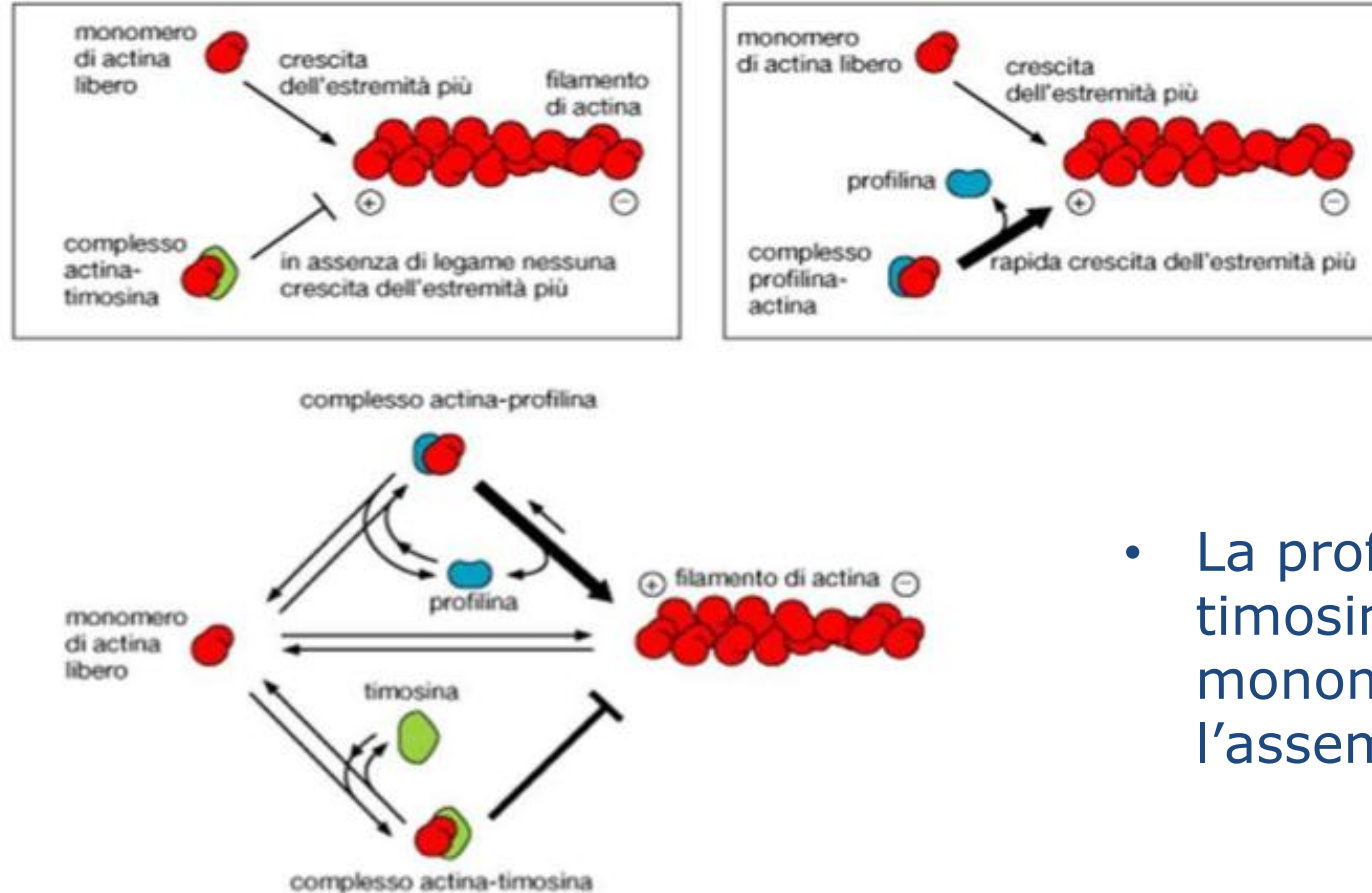 monomero
di actina
libero
crescita
dell'estremità più
filamento
di actina
+
−
complesso
actina-
timosina
in assenza di legame nessuna
crescita dell'estremità più
monomero
di actina libero
crescita
dell'estremità più
profilina
+
−
complesso
profilina-
actina
rapida crescita dell'estremità più
complesso actina-profilina
profilina
monomero
di actina
libero
+ filamento di actina −
timosina
complesso actina-timosina
• La prof
timosir
monom
l'assem